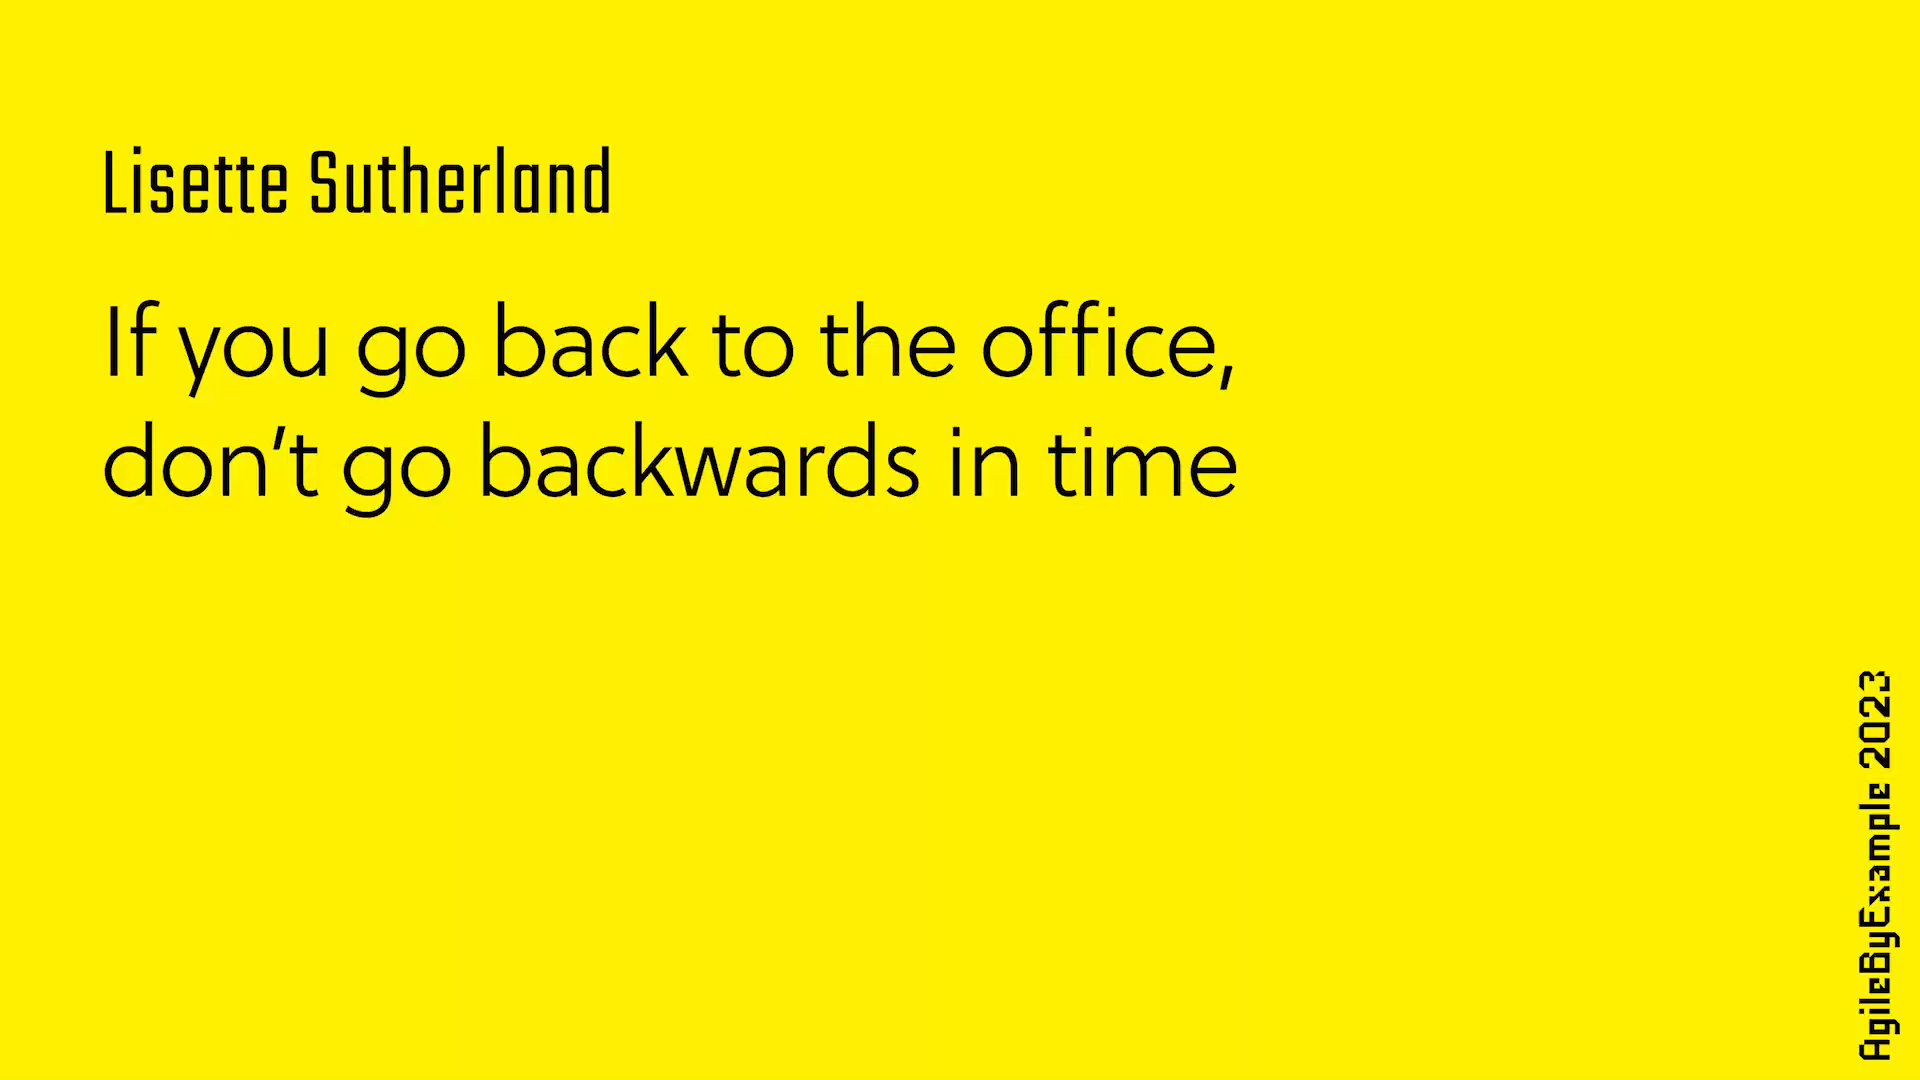 Lisette Sutherland
If you go back to the office,
don’t go backwards in time
AgileByExample 2023